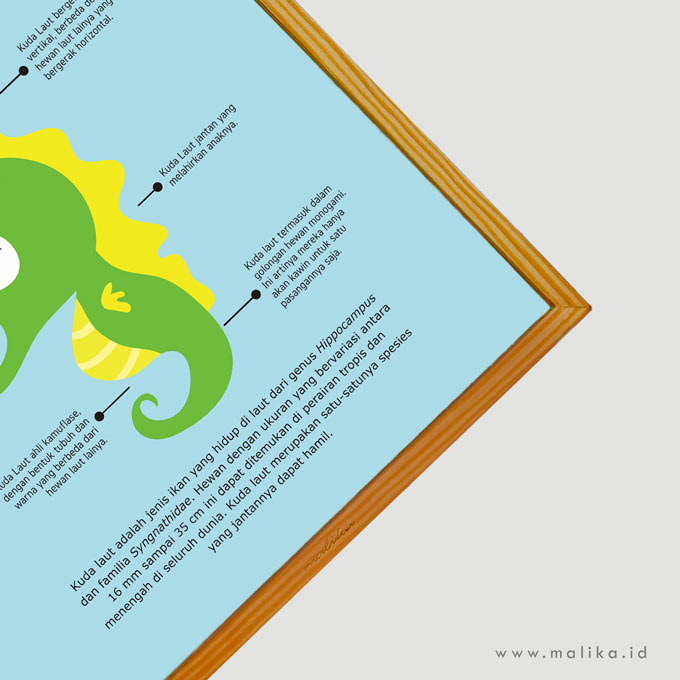 Kuda Laut
vertikal, berbeda
hewan laut lainya yang
bergerak horizontal.
Kuda Laut jantan yang
melahirkan anaknya.
Kuda laut termasuk dalam
golongan hewan monogami.
Ini artinya mereka hanya
akan kawin untuk satu
pasangannya saja.
Kuda Laut ahli kamuflase,
dengan bentuk tubuh dan
warna yang berbeda dari
hewan laut lainya.
Kuda laut adalah jenis ikan yang hidup di laut dari genus Hippocampus
dan familia Syngnathidae. Hewan dengan ukuran yang bervariasi antara
16 mm sampai 35 cm ini dapat ditemukan di perairan tropis dan
menengah di seluruh dunia. Kuda laut merupakan satu-satunya spesies
yang jantannya dapat hamil.
malika
www.malika.id